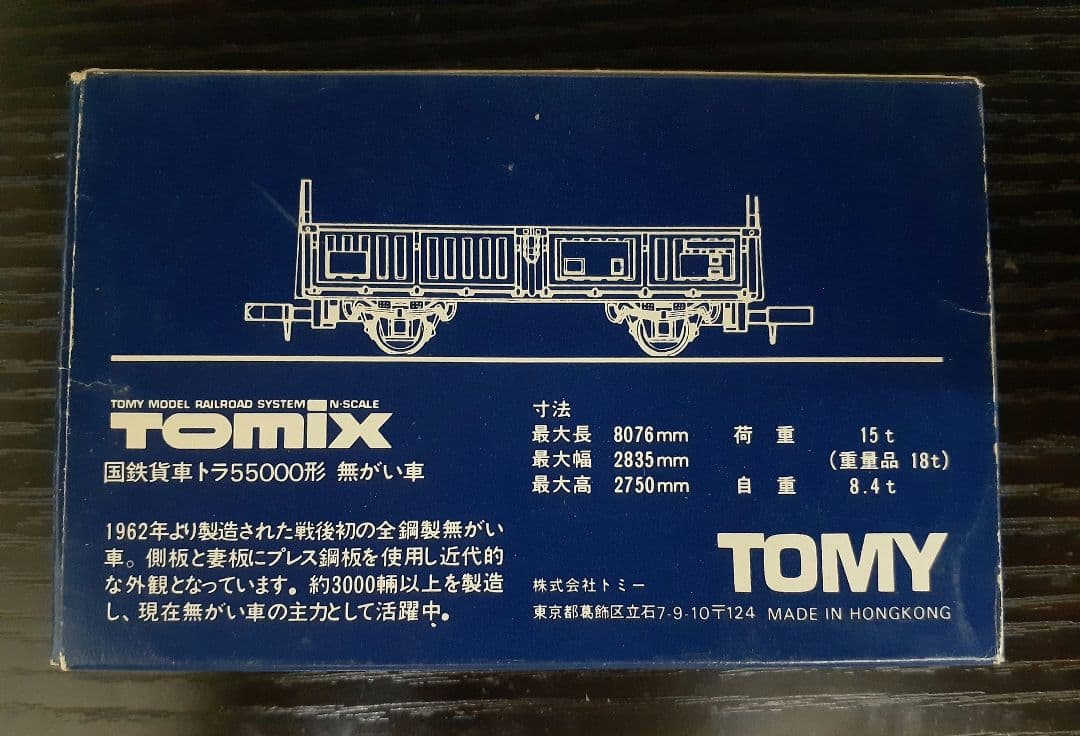 TOMY MODEL RAILROAD SYSTEM N-SCALE
TOMIX
国鉄貨車トラ55000形 無がい車
1962年より製造された戦後初の全鋼製無がい
車。側板と妻板にプレス鋼板を使用し近代的
な外観となっています。約3000輌以上を製造
し、現在無がい車の主力として活躍中。
寸法
最大長 8076mm 荷重 15t
最大幅 2835mm (重量品 18t)
最大高 2750mm 自重 8.4t
TOMY
株式会社トミー
東京都葛飾区立石7-9-10〒124 MADE IN HONGKONG